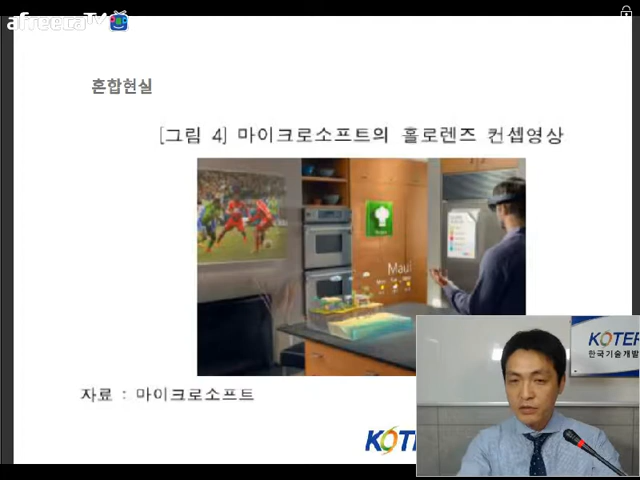 afreecaTV
혼합현실
[그림 4] 마이크로소프트의 홀로렌즈 컨셉영상
Maui
자료 : 마이크로소프트
KOTE
한국기술개발
KOT